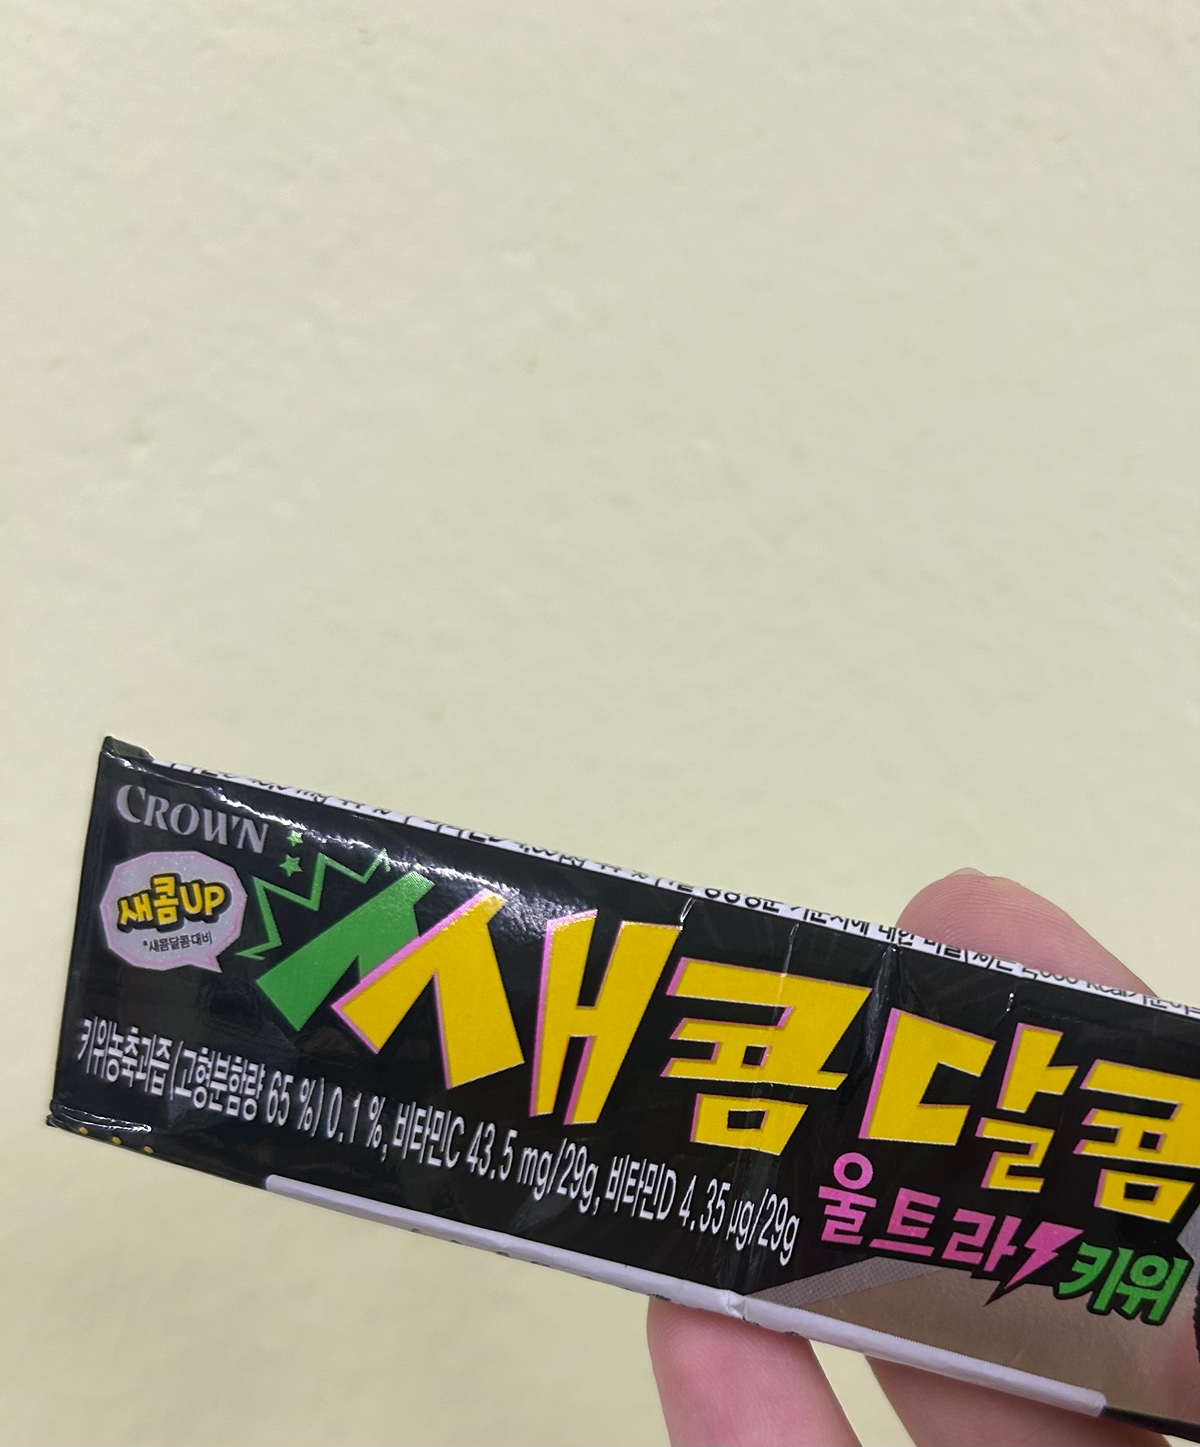 CROWN
새콤UP
*새콤달콤 대비
ㅅ새콤달콤
울트라 키위
키위농축과즙(고형분함량 65 %) 0.1 %, 비타민C 43.5 mg/29g, 비타민D 4.35 µg/29g